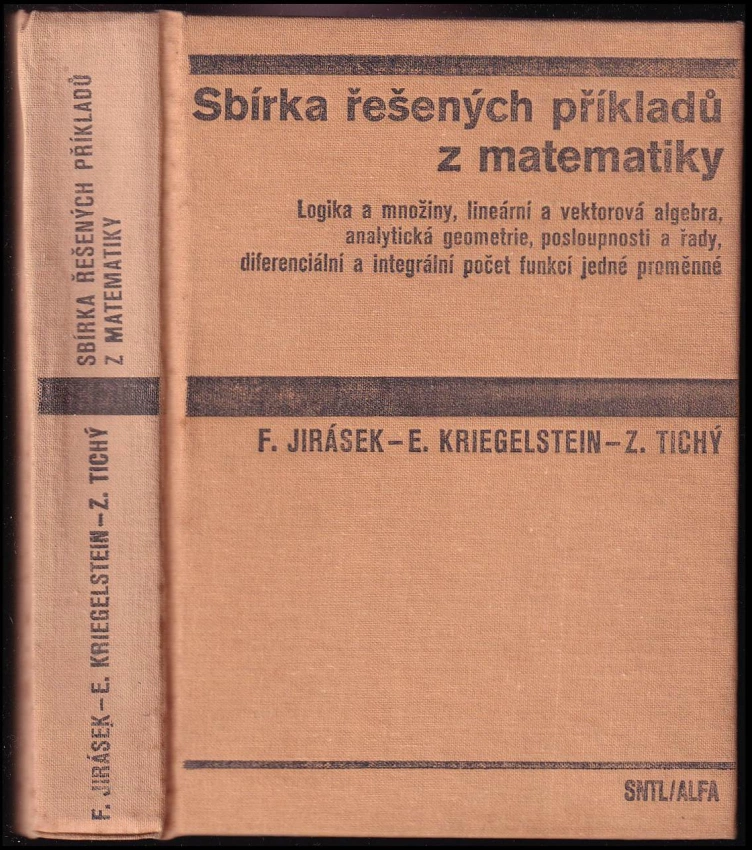 SBÍRKA ŘEŠENÝCH PŘÍKLADŮ
Z MATEMATIKY
F. JIRÁSEK – E. KRIEGELSTEIN – Z. TICHÝ
Sbírka řešených příkladů
z matematiky
Logika a množiny, lineární a vektorová algebra,
analytická geometrie, posloupnosti a řady,
diferenciální a integrální počet funkcí jedné proměnné
F. JIRÁSEK – E. KRIEGELSTEIN – Z. TICHÝ
SNTL/ALFA